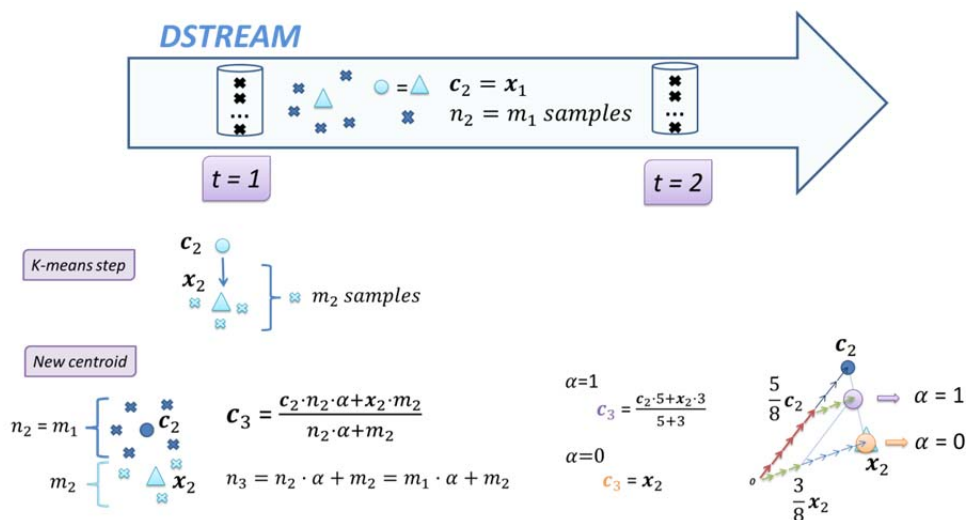 DSTREAM
c₂ = x₁
n₂ = m₁ samples
...
...
t = 1
t = 2
K-means step
c₂
x₂
m₂ samples
New centroid
n₂ = m₁
c₂
m₂
x₂
c₃ = (c₂·n₂·α+x₂·m₂)/(n₂·α+m₂)
n₃ = n₂ · α + m₂ = m₁ · α + m₂
α=1
c₃ = (c₂·5+x₂·3)/(5+3)
α=0
c₃ = x₂
c₂
5/8 c₂
α = 1
α = 0
x₂
o
3/8 x₂